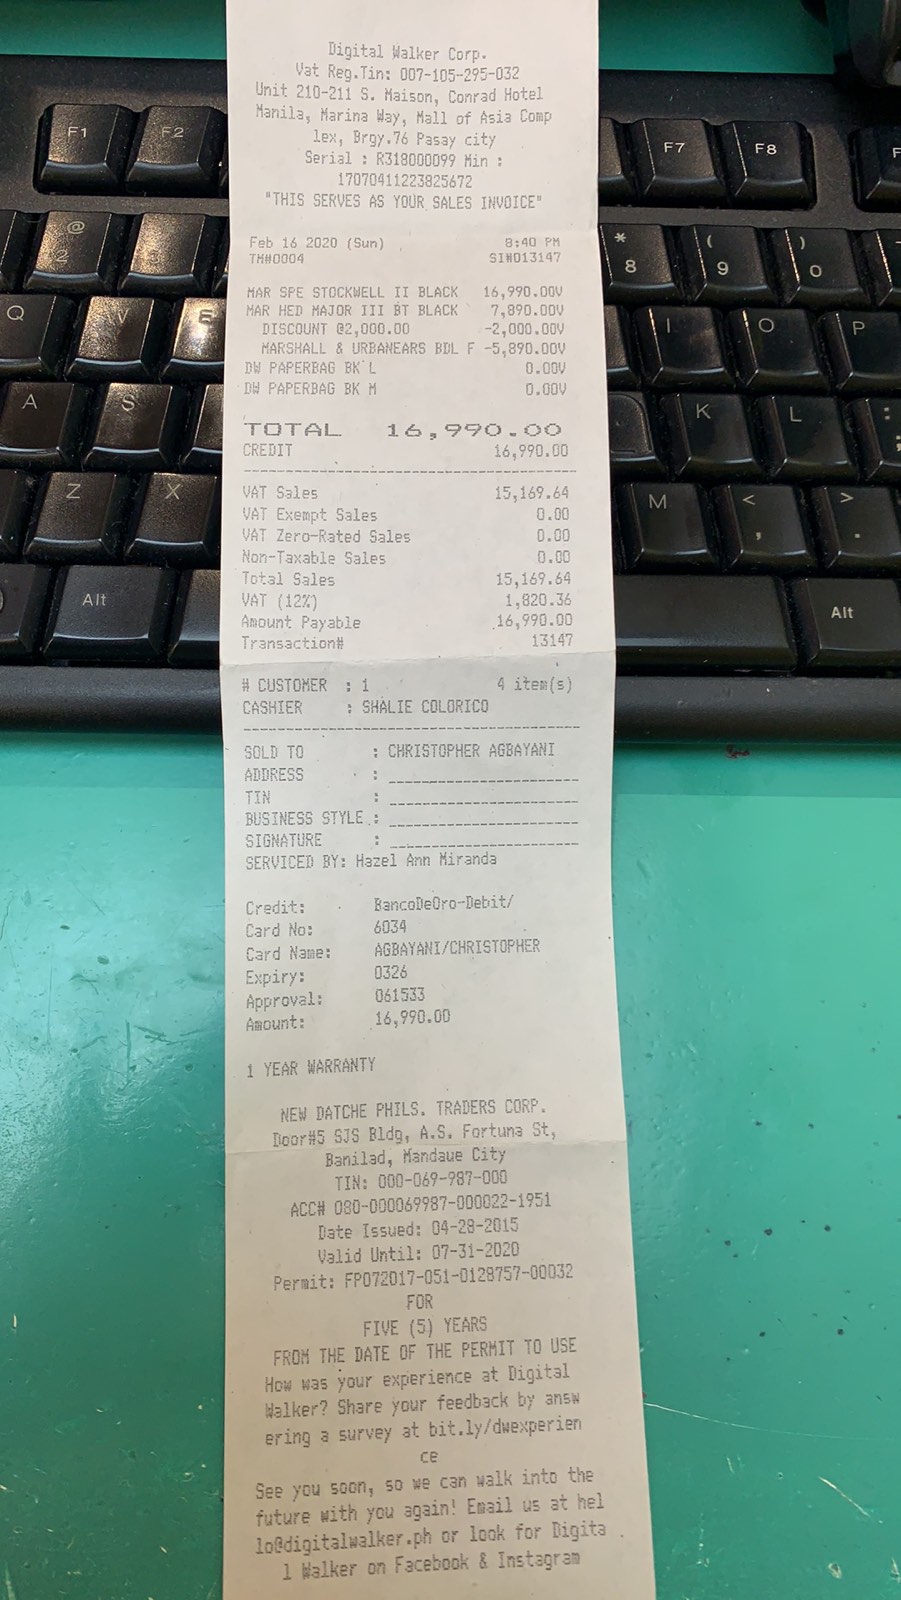 Digital Walker Corp.
Vat Reg.Tin: 007-105-295-032
Unit 210-211 S. Maison, Conrad Hotel
Manila, Marina Way, Mall of Asia Comp
lex, Brgy.76 Pasay city
Serial : R318000099 Min :
17070411223825672
"THIS SERVES AS YOUR SALES INVOICE"
Feb 16 2020 (Sun) 8:40 PM
TM#0004 SI#013147
MAR SPE STOCKWELL II BLACK 16,990.00V
MAR HED MAJOR III BT BLACK 7,890.00V
DISCOUNT @2,000.00 -2,000.00V
MARSHALL & URBANEARS BDL F -5,890.00V
DW PAPERBAG BK L 0.00V
DW PAPERBAG BK M 0.00V
TOTAL 16,990.00
CREDIT 16,990.00
VAT Sales 15,169.64
VAT Exempt Sales 0.00
VAT Zero-Rated Sales 0.00
Non-Taxable Sales 0.00
Total Sales 15,169.64
VAT (12%) 1,820.36
Amount Payable 16,990.00
Transaction# 13147
# CUSTOMER : 1 4 item(s)
CASHIER : SHALIE COLORICO
SOLD TO : CHRISTOPHER AGBAYANI
ADDRESS :
TIN :
BUSINESS STYLE :
SIGNATURE :
SERVICED BY: Hazel Ann Miranda
Credit: BancoDeOro-Debit/
Card No: 6034
Card Name: AGBAYANI/CHRISTOPHER
Expiry: 0326
Approval: 061533
Amount: 16,990.00
1 YEAR WARRANTY
NEW DATCHE PHILS. TRADERS CORP.
Door#5 SJS Bldg, A.S. Fortuna St,
Banilad, Mandaue City
TIN: 000-069-987-000
ACC# 080-000069987-000022-1951
Date Issued: 04-28-2015
Valid Until: 07-31-2020
Permit: FP072017-051-0128757-00032
FOR
FIVE (5) YEARS
FROM THE DATE OF THE PERMIT TO USE
How was your experience at Digital
Walker? Share your feedback by answ
ering a survey at bit.ly/dwexperien
ce
See you soon, so we can walk into the
future with you again! Email us at hel
lo@digitalwalker.ph or look for Digita
l Walker on Facebook & Instagram
F1 F2 F7 F8
@ 2 * 8 ( 9 ) 0
Q W E I O P
A S K L : ;
Z X M < , > .
Alt Alt